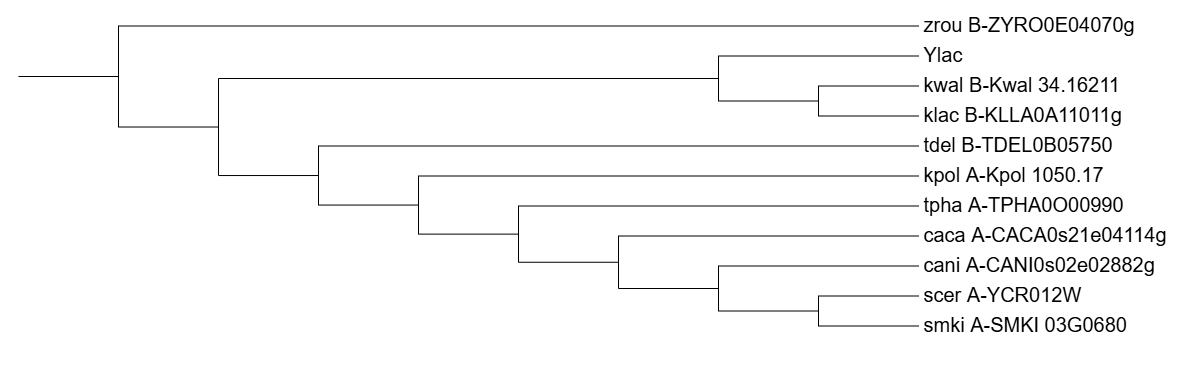 zrou B-ZYRO0E04070g
Ylac
kwal B-Kwal 34.16211
klac B-KLLA0A11011g
tdel B-TDEL0B05750
kpol A-Kpol 1050.17
tpha A-TPHA0O00990
caca A-CACA0s21e04114g
cani A-CANI0s02e02882g
scer A-YCR012W
smki A-SMKI 03G0680